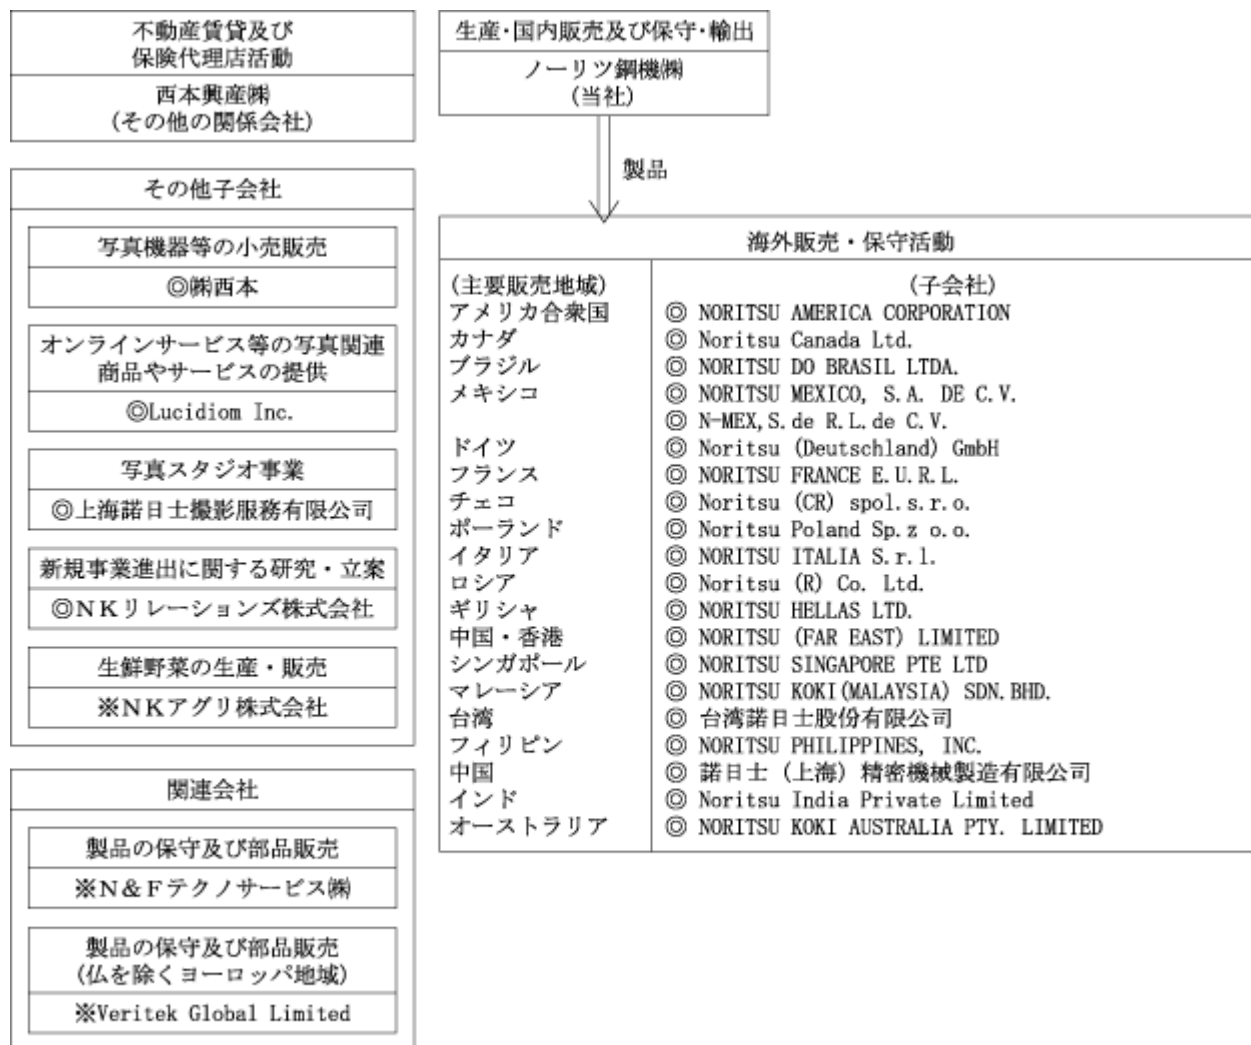 不動産賃貸及び
保険代理店活動
西本興産㈱
(その他の関係会社)
その他子会社
写真機器等の小売販売
◎㈱西本
オンラインサービス等の写真関連
商品やサービスの提供
◎Lucidiom Inc.
写真スタジオ事業
◎上海諾日士撮影服務有限公司
新規事業進出に関する研究・立案
◎ＮＫリレーションズ株式会社
生鮮野菜の生産・販売
※ＮＫアグリ株式会社
関連会社
製品の保守及び部品販売
※Ｎ＆Ｆテクノサービス㈱
製品の保守及び部品販売
(仏を除くヨーロッパ地域)
※Veritek Global Limited
生産・国内販売及び保守・輸出
ノーリツ鋼機㈱
(当社)
製品
海外販売・保守活動
(主要販売地域) (子会社)
アメリカ合衆国 ◎ NORITSU AMERICA CORPORATION
カナダ ◎ Noritsu Canada Ltd.
ブラジル ◎ NORITSU DO BRASIL LTDA.
メキシコ ◎ NORITSU MEXICO, S.A. DE C.V.
◎ N-MEX,S.de R.L.de C.V.
ドイツ ◎ Noritsu (Deutschland) GmbH
フランス ◎ NORITSU FRANCE E.U.R.L.
チェコ ◎ Noritsu (CR) spol.s.r.o.
ポーランド ◎ Noritsu Poland Sp.z o.o.
イタリア ◎ NORITSU ITALIA S.r.l.
ロシア ◎ Noritsu (R) Co. Ltd.
ギリシャ ◎ NORITSU HELLAS LTD.
中国・香港 ◎ NORITSU (FAR EAST) LIMITED
シンガポール ◎ NORITSU SINGAPORE PTE LTD
マレーシア ◎ NORITSU KOKI(MALAYSIA) SDN.BHD.
台湾 ◎ 台湾諾日士股份有限公司
フィリピン ◎ NORITSU PHILIPPINES, INC.
中国 ◎ 諾日士（上海）精密機械製造有限公司
インド ◎ Noritsu India Private Limited
オーストラリア ◎ NORITSU KOKI AUSTRALIA PTY. LIMITED